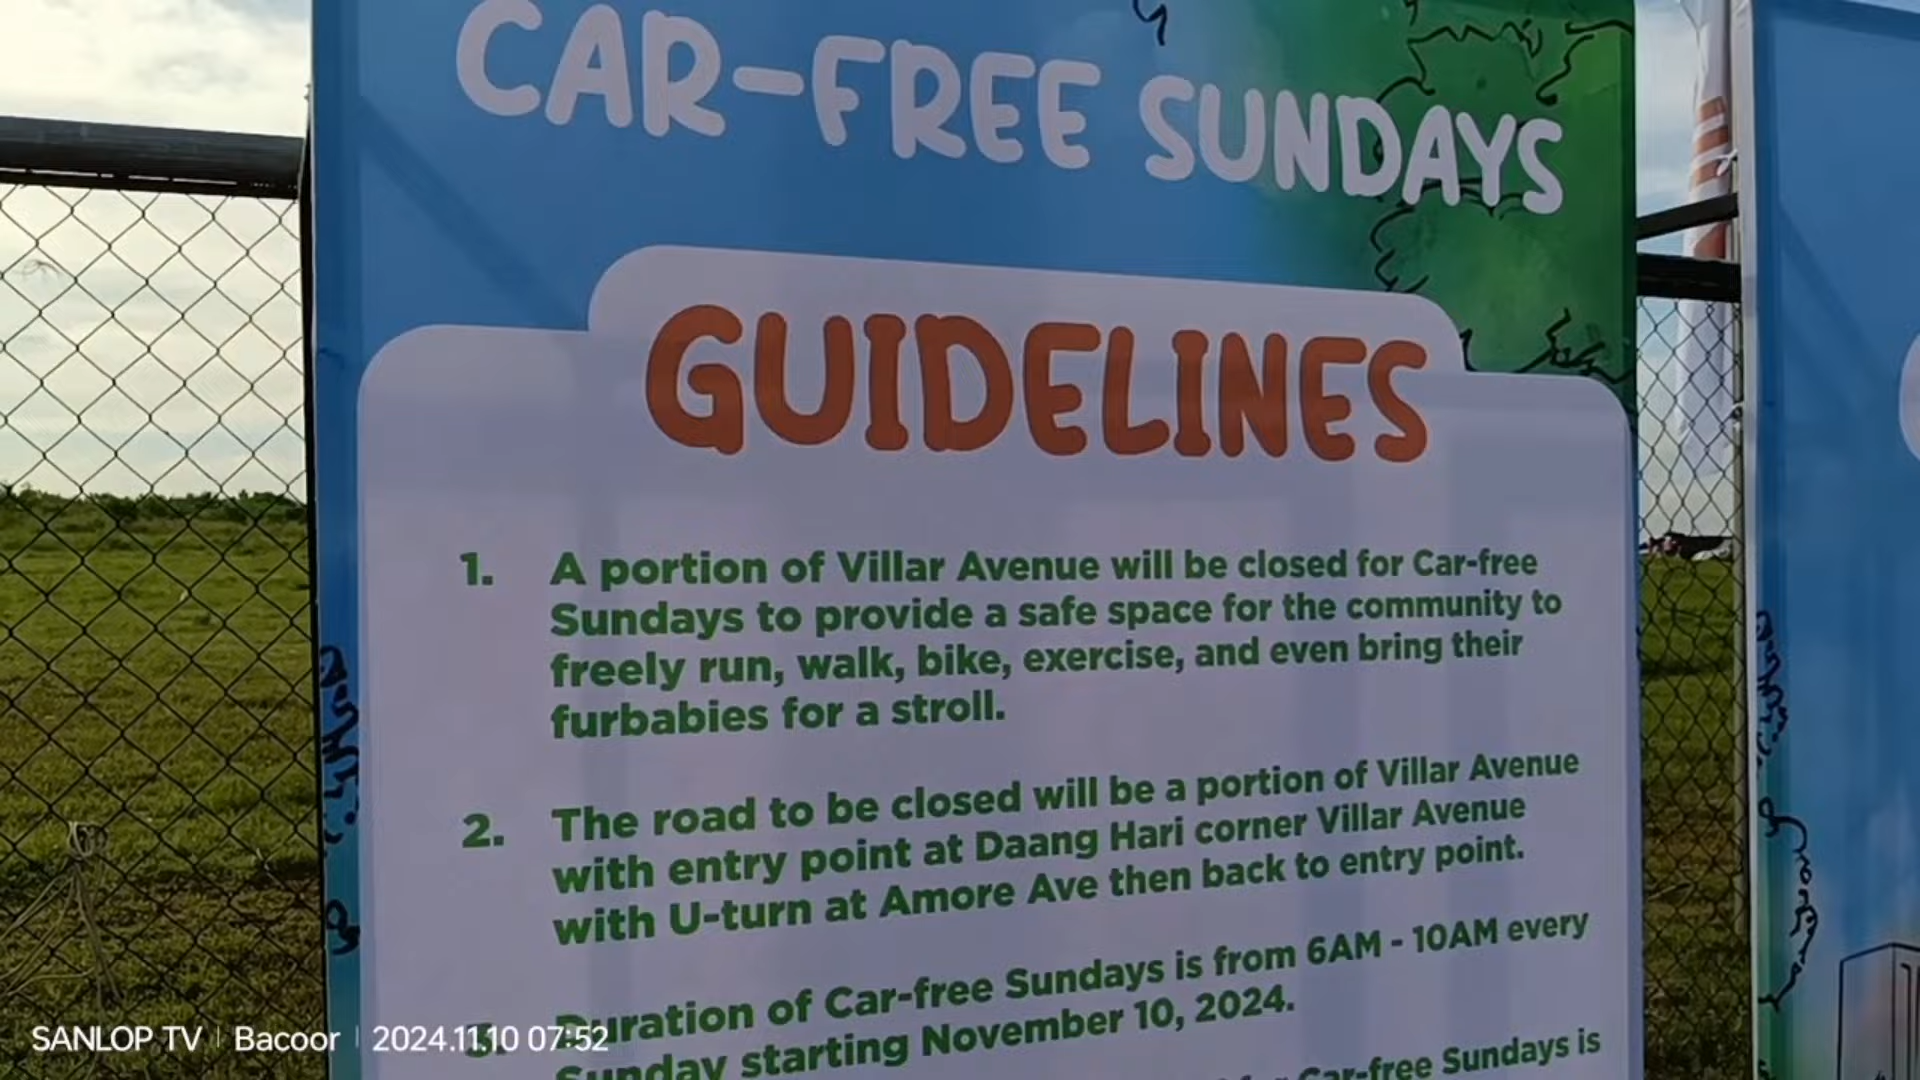 CAR-FREE SUNDAYS
GUIDELINES
1. A portion of Villar Avenue will be closed for Car-free
Sundays to provide a safe space for the community to
freely run, walk, bike, exercise, and even bring their
furbabies for a stroll.
2. The road to be closed will be a portion of Villar Avenue
with entry point at Daang Hari corner Villar Avenue
with U-turn at Amore Ave then back to entry point.
3. Duration of Car-free Sundays is from 6AM - 10AM every
Sunday starting November 10, 2024.
Car-free Sundays is
SANLOP TV | Bacoor | 2024.11.10 07:52